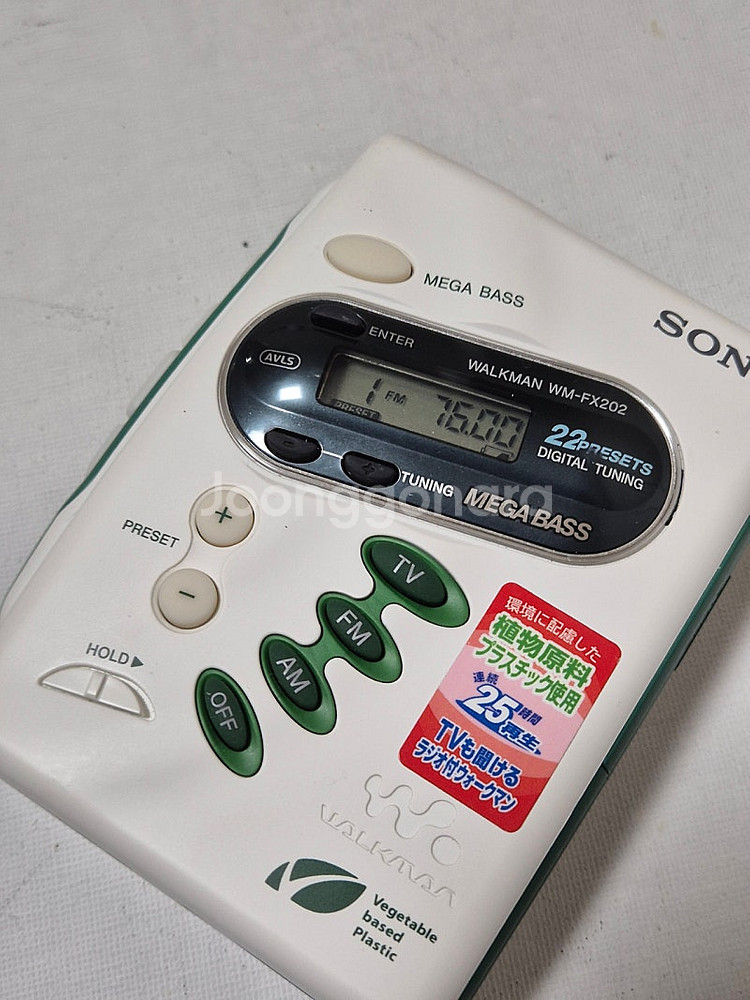 MEGA BASS
SON
ENTER
AVLS
WALKMAN WM-FX202
1 FM 76.00
PRESET
22PRESETS
DIGITAL TUNING
- + TUNING
MEGA BASS
Joonggonara
PRESET
+
-
TV
FM
AM
OFF
HOLD▶
環境に配慮した
植物原料
プラスチック使用
連続
25時間
再生、
TVも聞ける
ラジオ付ウォークマン
WALKMAN
Vegetable
based
Plastic